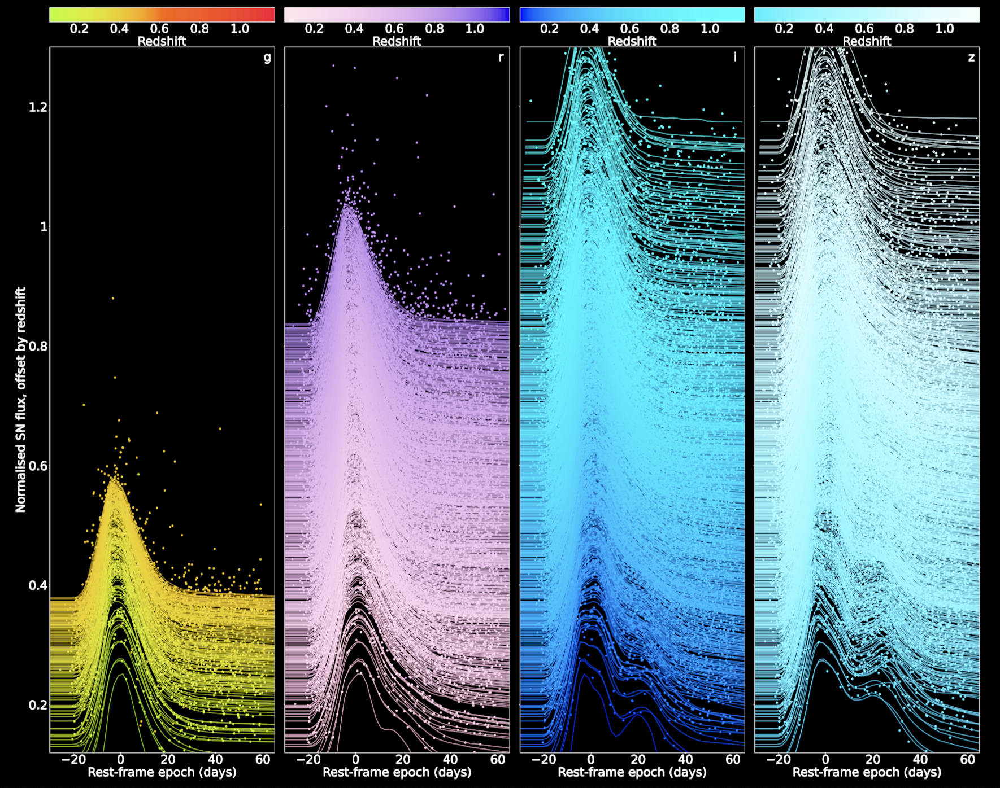 0.2 0.4 0.6 0.8 1.0 0.2 0.4 0.6 0.8 1.0 0.2 0.4 0.6 0.8 1.0 0.2 0.4 0.6 0.8 1.0
Redshift Redshift Redshift Redshift
g r i z
Normalised SN flux, offset by redshift
1.2
1
0.8
0.6
0.4
0.2
−20 0 20 40 60 −20 0 20 40 60 −20 0 20 40 60 −20 0 20 40 60
Rest-frame epoch (days) Rest-frame epoch (days) Rest-frame epoch (days) Rest-frame epoch (days)